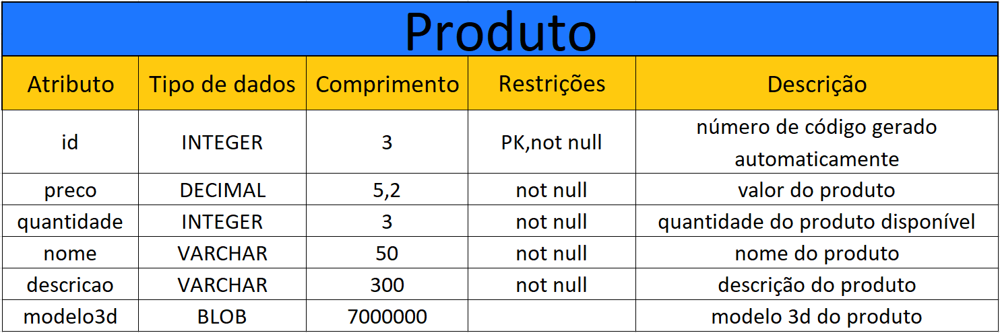 Produto
Atributo Tipo de dados Comprimento Restrições Descrição
id INTEGER 3 PK,not null número de código gerado
automaticamente
preco DECIMAL 5,2 not null valor do produto
quantidade INTEGER 3 not null quantidade do produto disponível
nome VARCHAR 50 not null nome do produto
descricao VARCHAR 300 not null descrição do produto
modelo3d BLOB 7000000 modelo 3d do produto